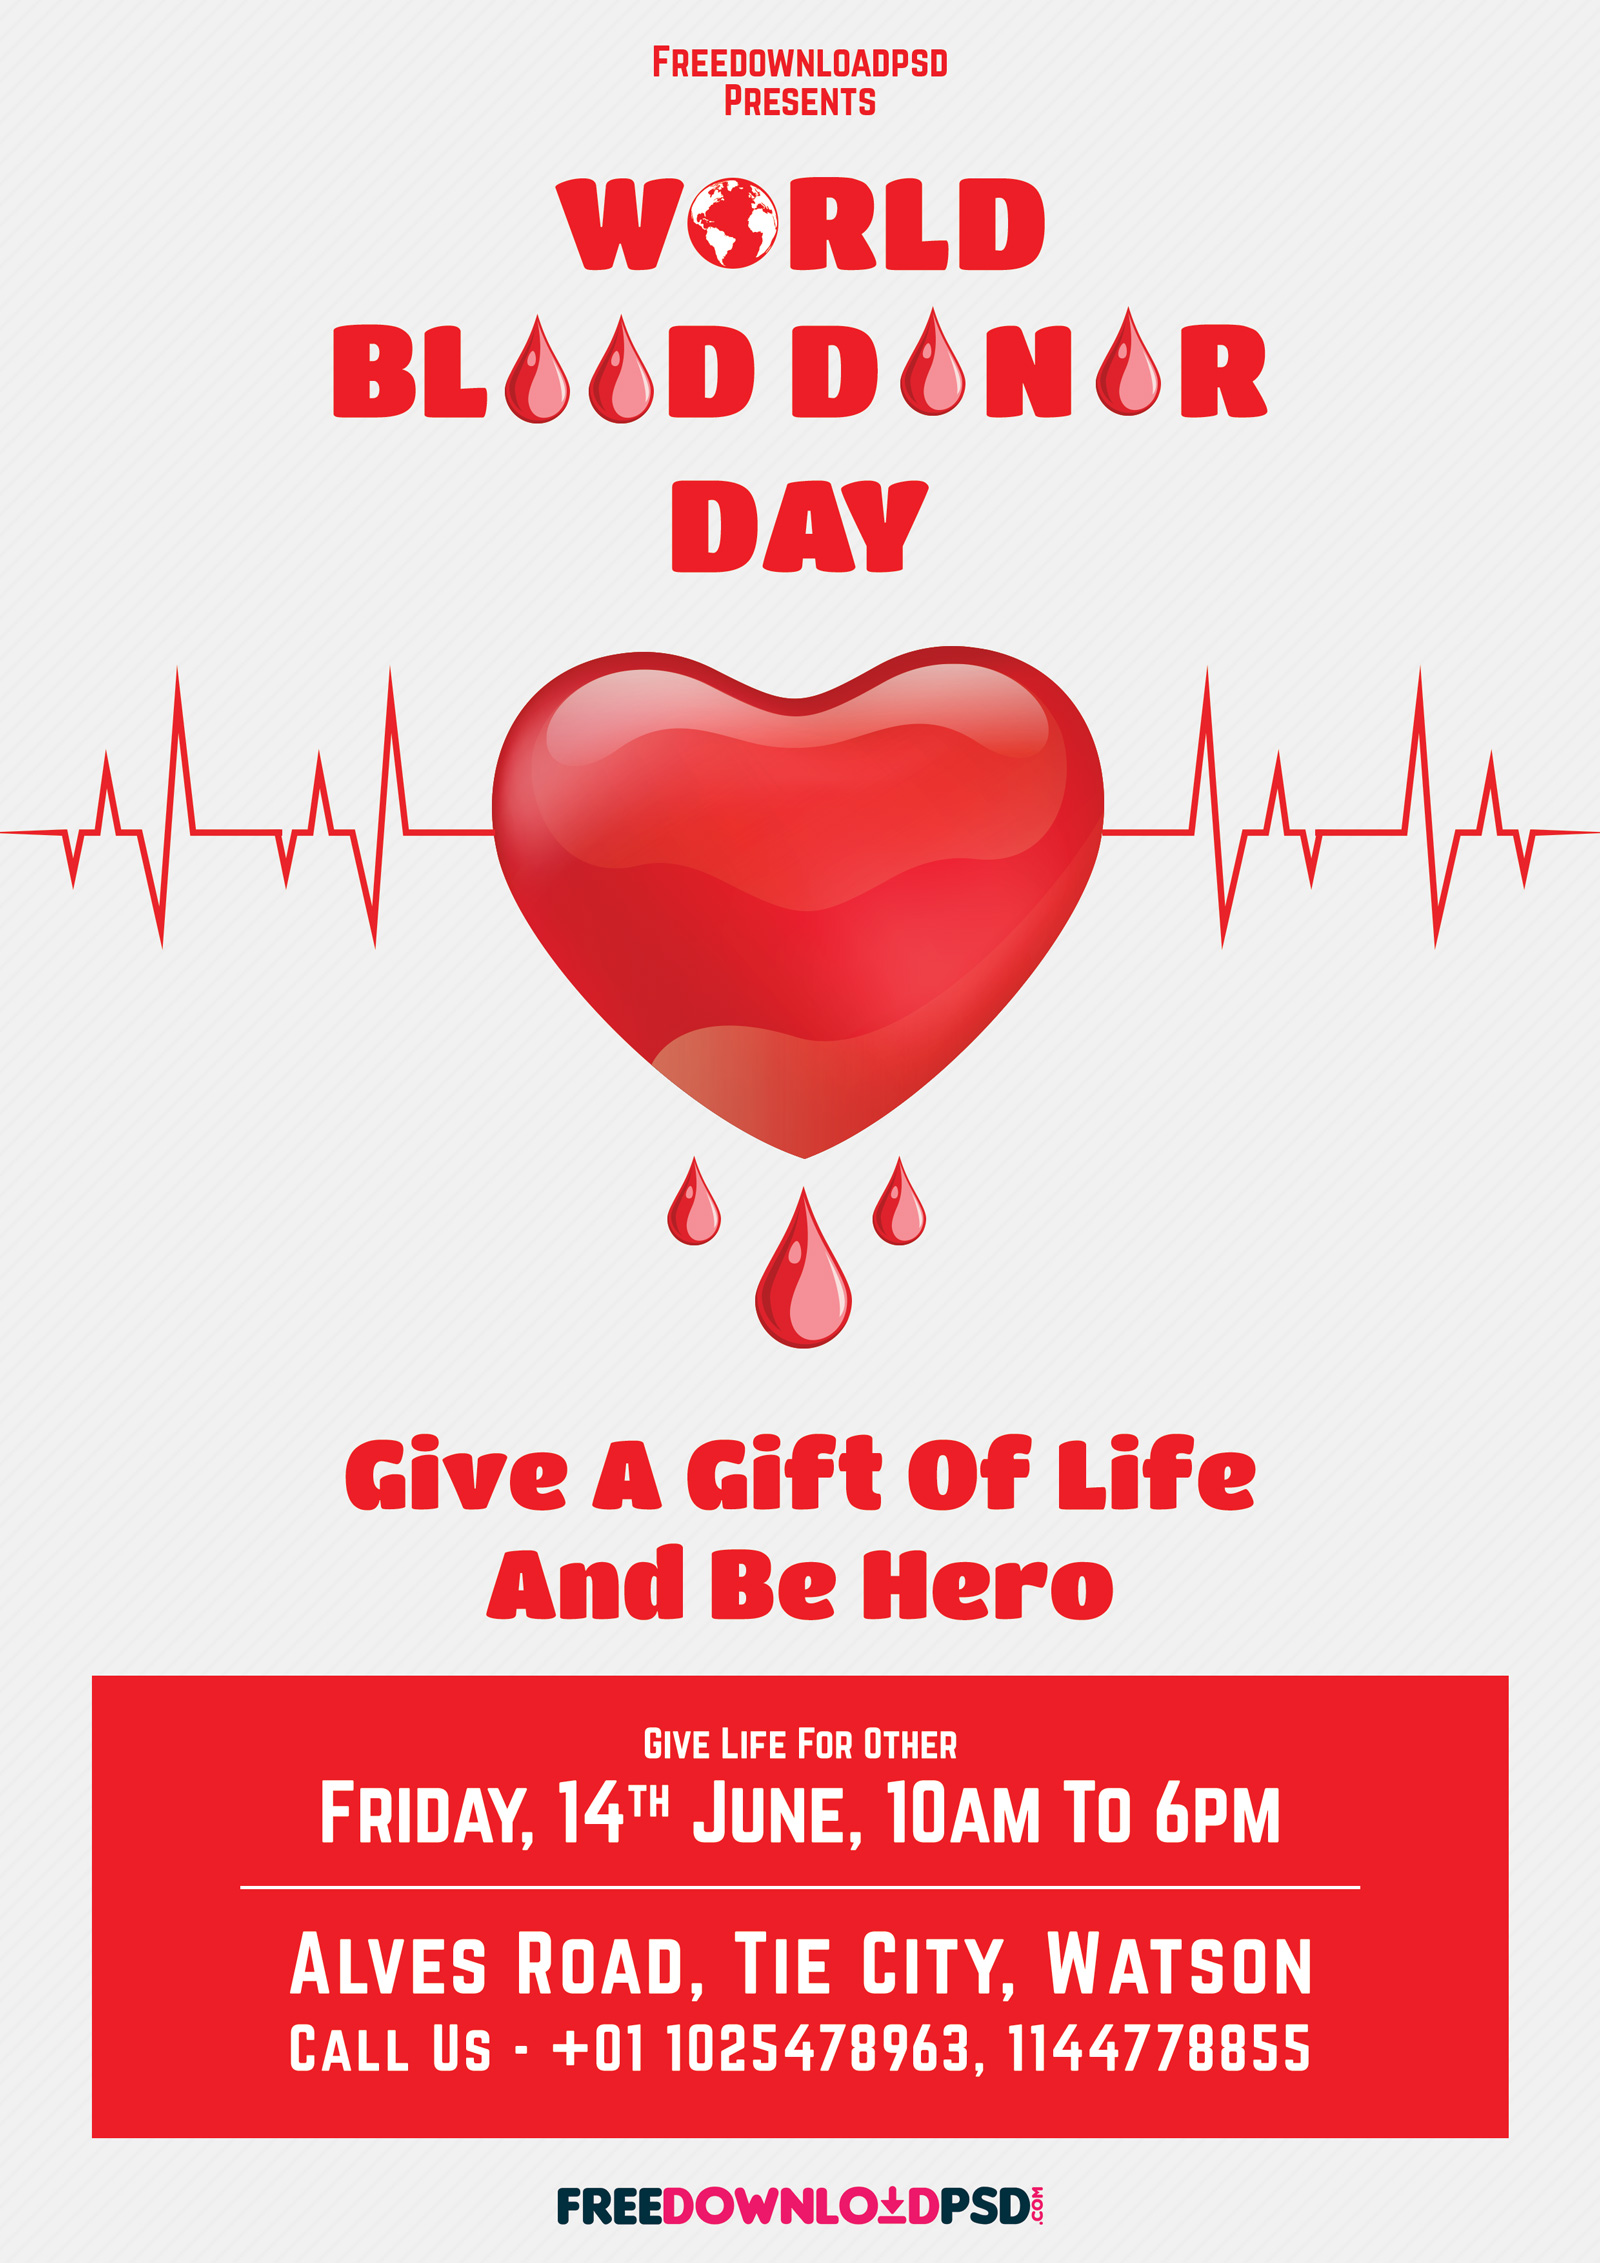 Freedownloadpsd
Presents
WORLD
BLOOD DONOR
DAY
Give A Gift Of Life
And Be Hero
Give Life For Other
Friday, 14th June, 10am To 6pm
Alves Road, Tie City, Watson
Call Us - +01 1025478963, 1144778855
FREEDOWNLOADPSD.COM